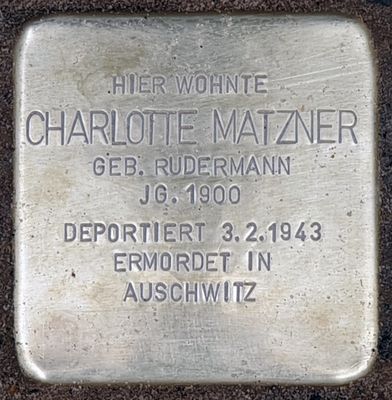 HIER WOHNTE
CHARLOTTE MATZNER
GEB. RUDERMANN
JG. 1900
DEPORTIERT 3.2.1943
ERMORDET IN
AUSCHWITZ